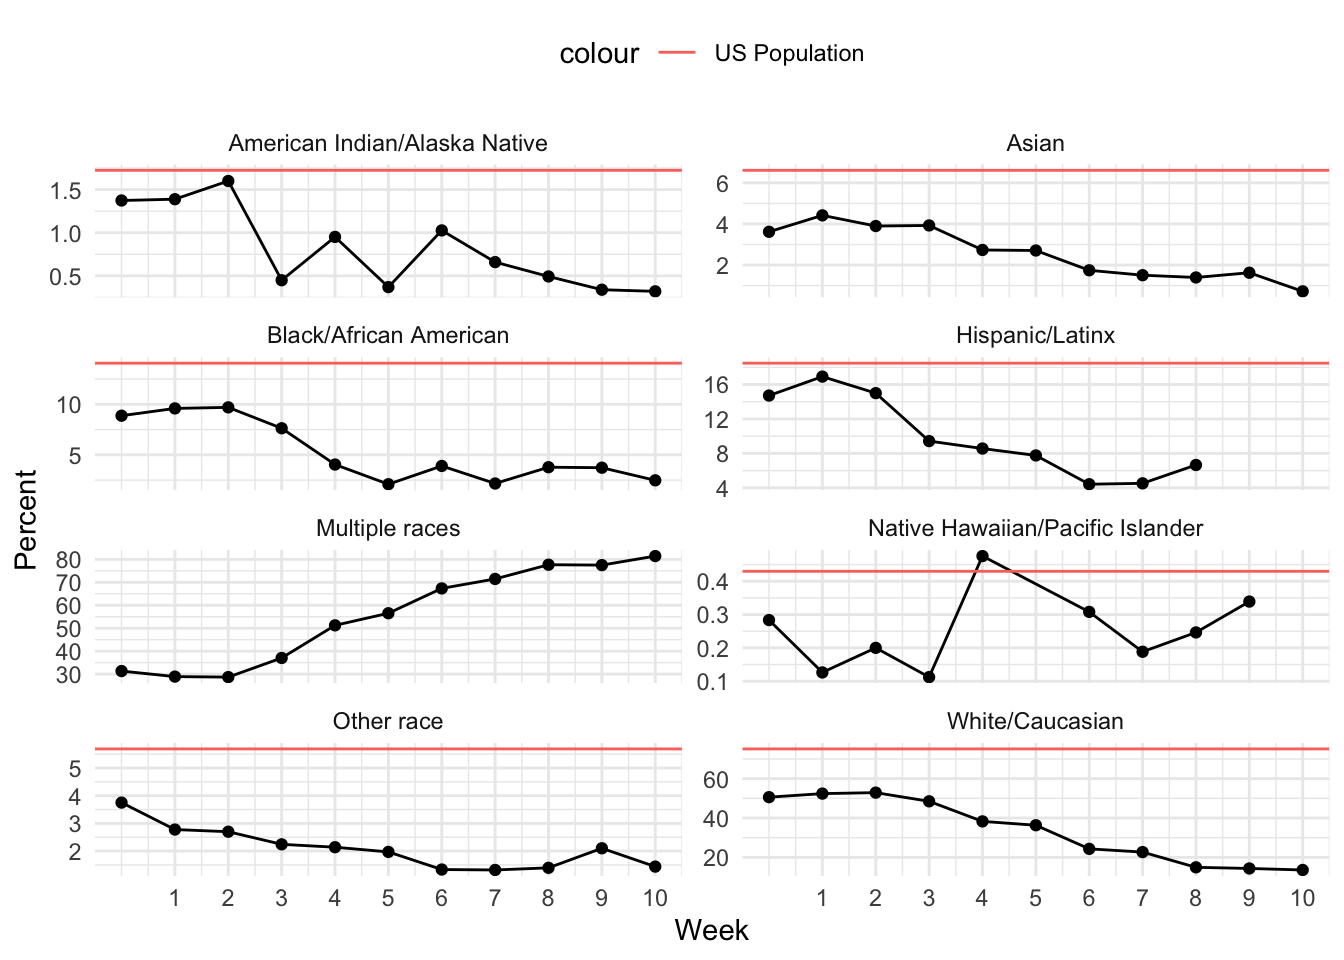 colour US Population
American Indian/Alaska Native
1.5
1.0
0.5
Asian
6
4
2
Black/African American
10
5
Hispanic/Latinx
16
12
8
4
Percent
Multiple races
80
70
60
50
40
30
Native Hawaiian/Pacific Islander
0.4
0.3
0.2
0.1
Other race
5
4
3
2
1 2 3 4 5 6 7 8 9 10
White/Caucasian
60
40
20
1 2 3 4 5 6 7 8 9 10
Week